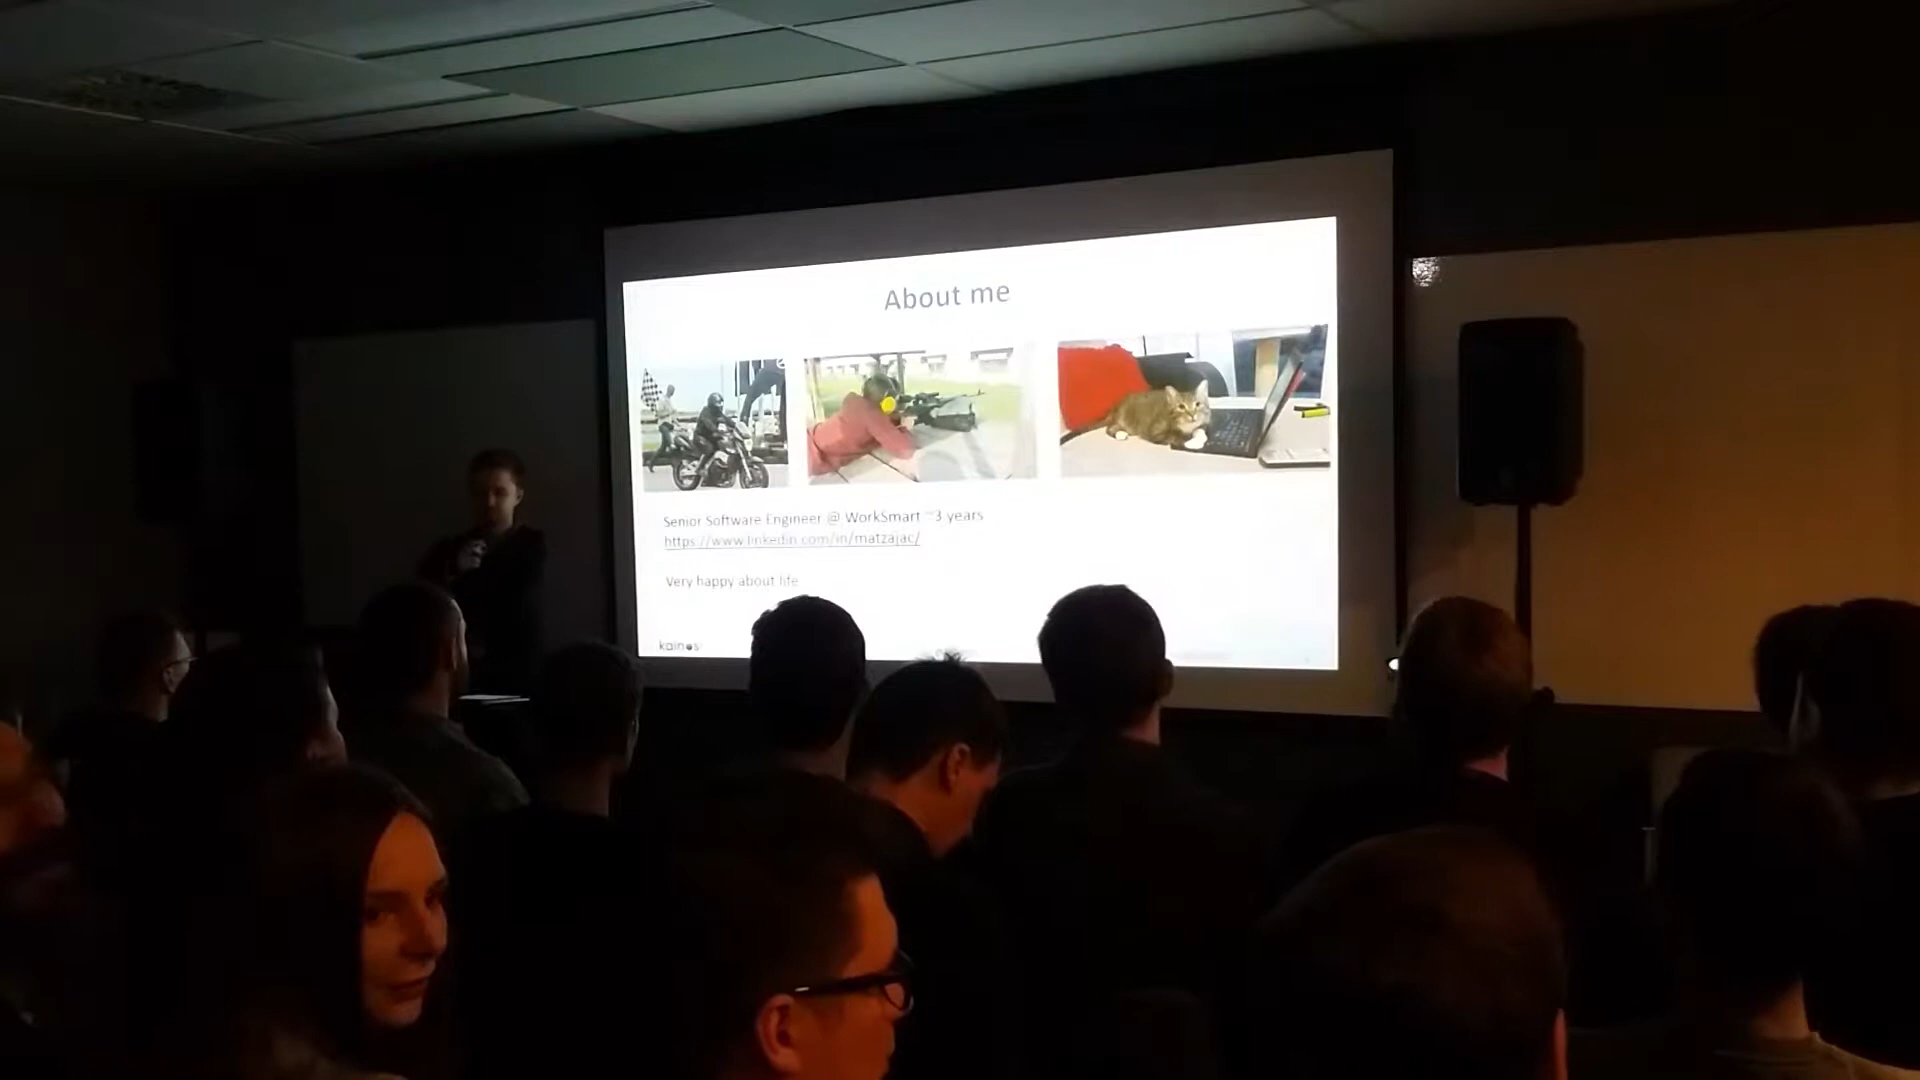 About me
Senior Software Engineer @ WorkSmart ~3 years
https://www.linkedin.com/in/matzajac/
Very happy about life
kainos